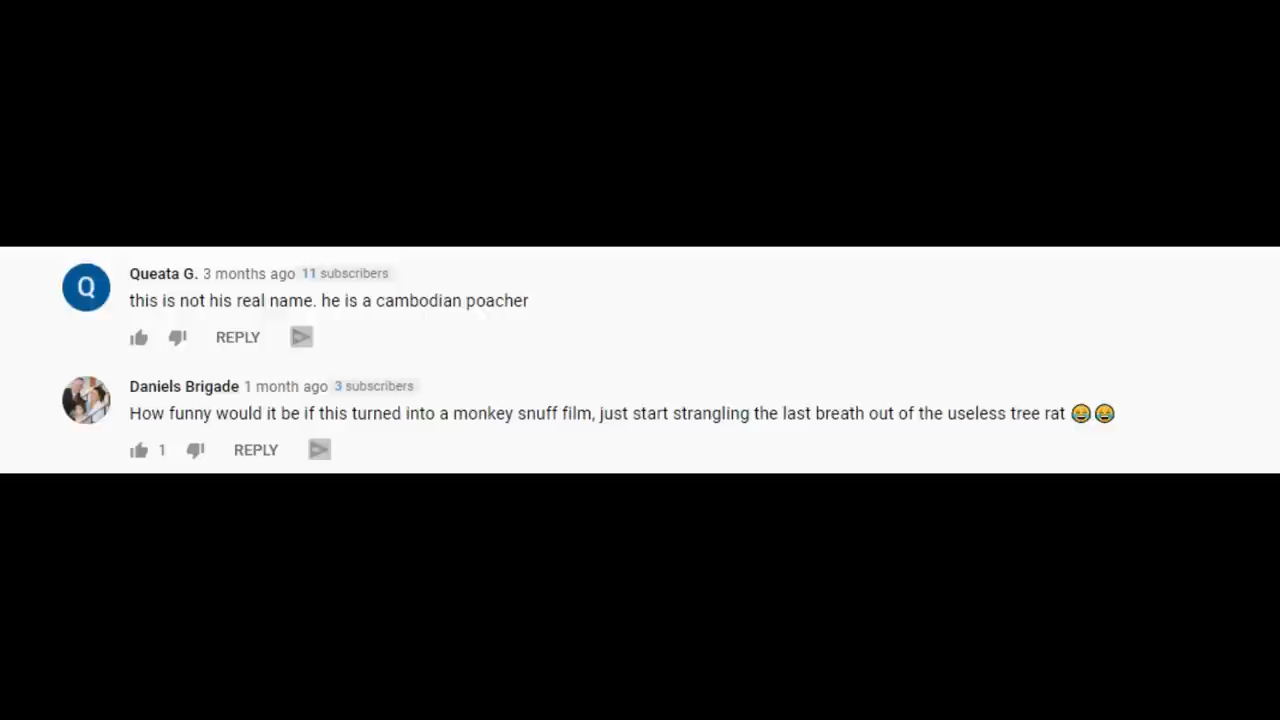 Q
Queata G. 3 months ago 11 subscribers
this is not his real name. he is a cambodian poacher
REPLY
Daniels Brigade 1 month ago 3 subscribers
How funny would it be if this turned into a monkey snuff film, just start strangling the last breath out of the useless tree rat 😂😂
1 REPLY